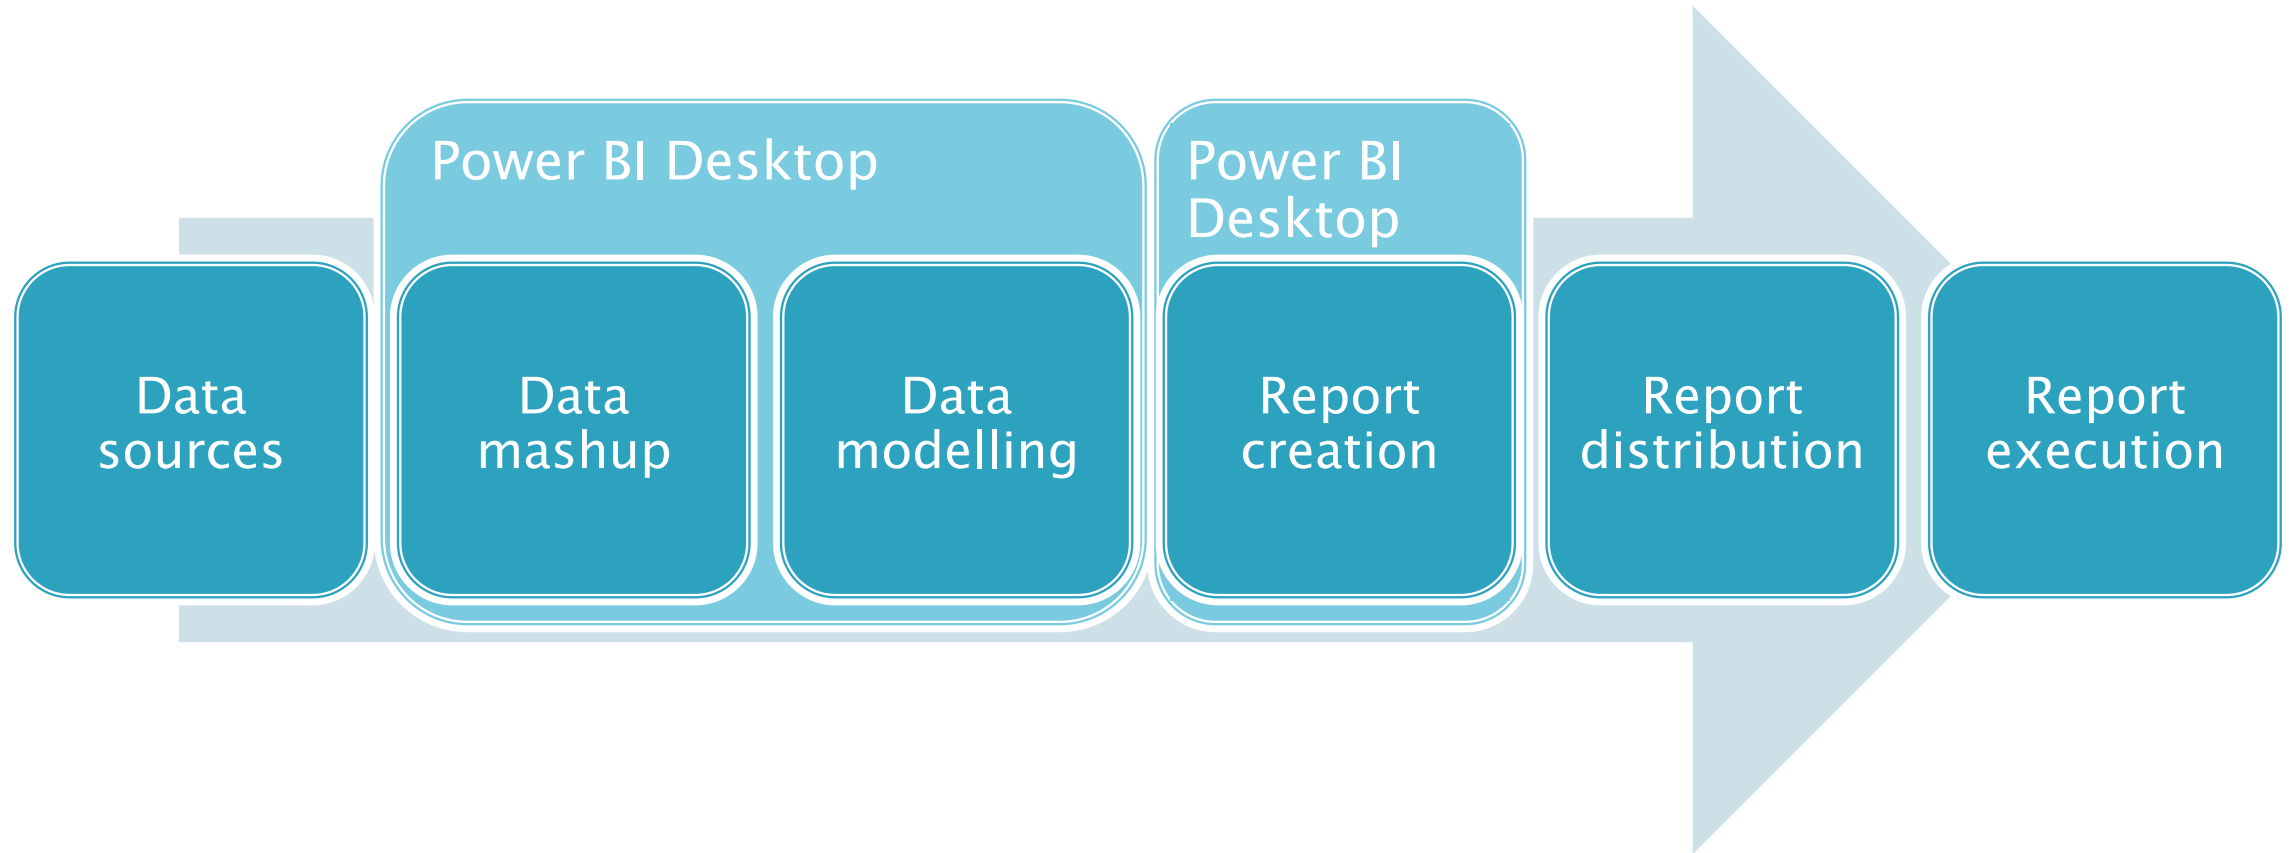 Power BI Desktop
Power BI
Desktop
Data
sources
Data
mashup
Data
modelling
Report
creation
Report
distribution
Report
execution